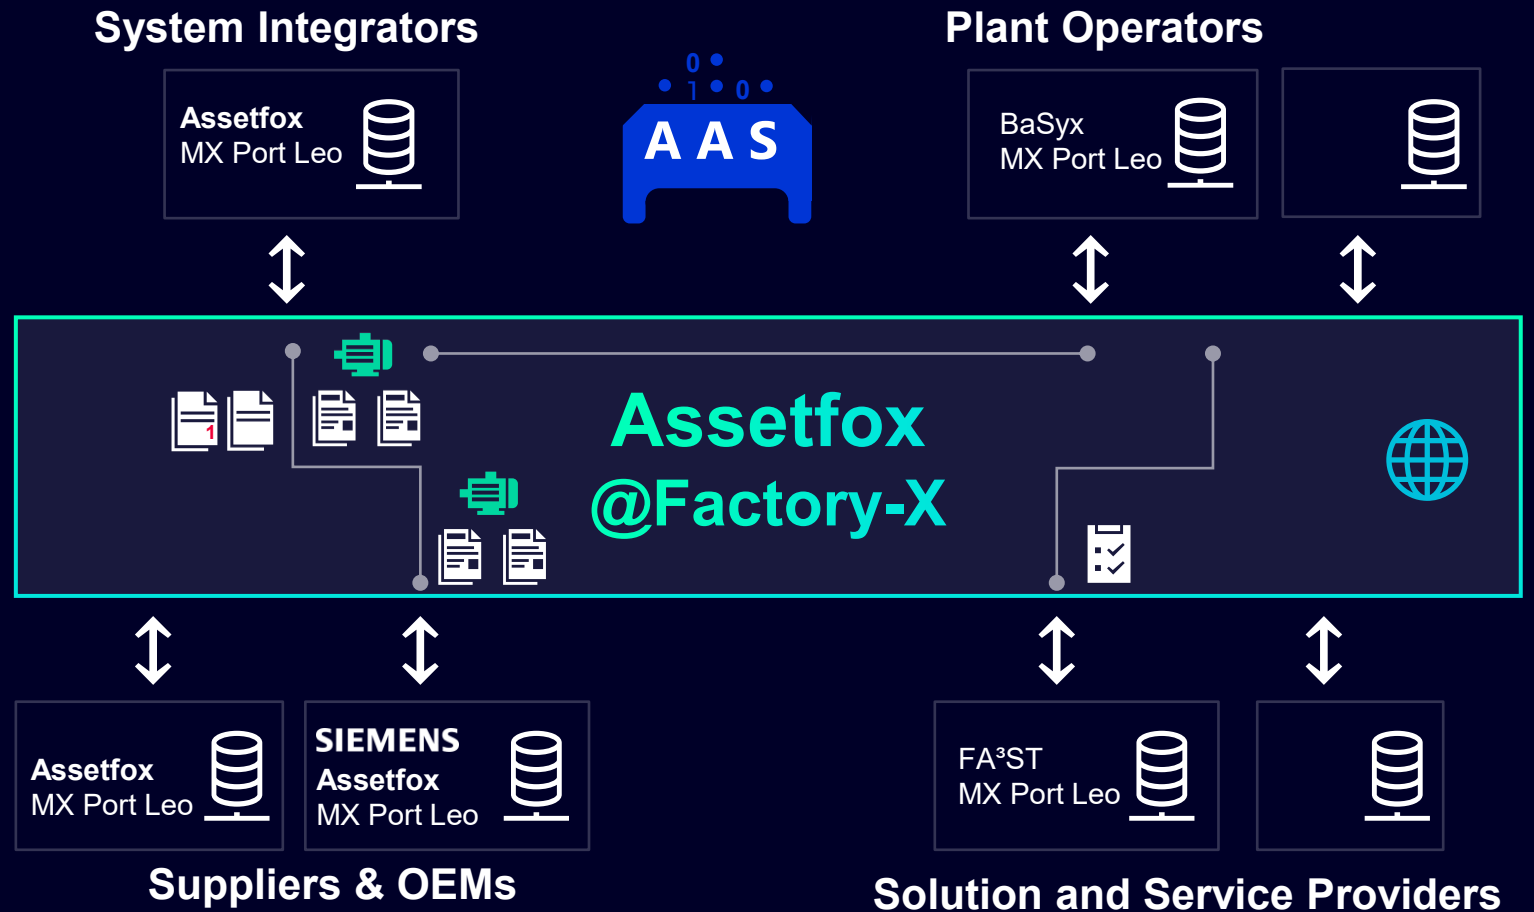 System Integrators
Plant Operators
0
1 0
AAS
Assetfox
MX Port Leo
BaSyx
MX Port Leo
1
Assetfox
@Factory-X
Assetfox
MX Port Leo
SIEMENS
Assetfox
MX Port Leo
FA³ST
MX Port Leo
Suppliers & OEMs
Solution and Service Providers